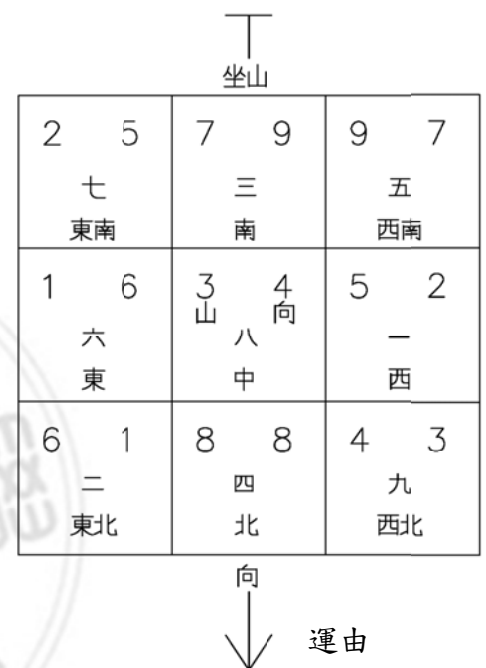 坐山
2 5 7 9 9 7
七 三 五
東南 南 西南
1 6 3 4 5 2
山 向
六 八 一
東 中 西
6 1 8 8 4 3
二 四 九
東北 北 西北
向
運由